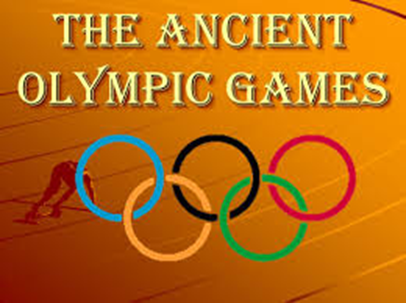 THE ANCIENT
OLYMPIC GAMES